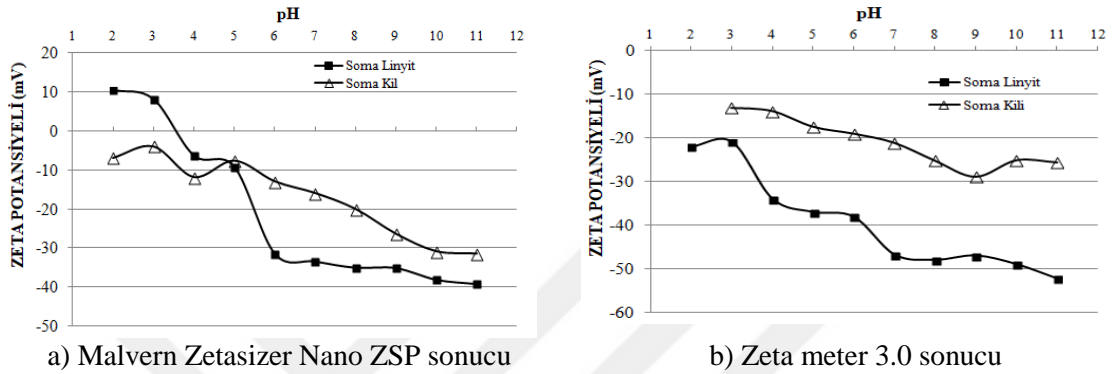 pH
1 2 3 4 5 6 7 8 9 10 11 12
20
10
0
-10
-20
-30
-40
-50
ZETA POTANSİYELİ (mV)
Soma Linyit
Soma Kil
a) Malvern Zetasizer Nano ZSP sonucu
pH
1 2 3 4 5 6 7 8 9 10 11 12
0
-10
-20
-30
-40
-50
-60
ZETA POTANSİYELİ (mV)
Soma Linyit
Soma Kili
b) Zeta meter 3.0 sonucu